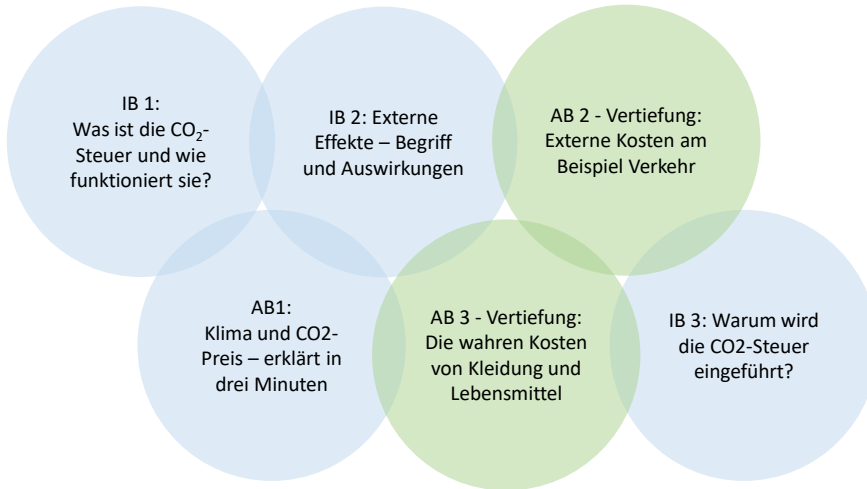 IB 1:
Was ist die CO₂-
Steuer und wie
funktioniert sie?
IB 2: Externe
Effekte – Begriff
und Auswirkungen
AB 2 - Vertiefung:
Externe Kosten am
Beispiel Verkehr
AB1:
Klima und CO2-
Preis – erklärt in
drei Minuten
AB 3 - Vertiefung:
Die wahren Kosten
von Kleidung und
Lebensmittel
IB 3: Warum wird
die CO2-Steuer
eingeführt?